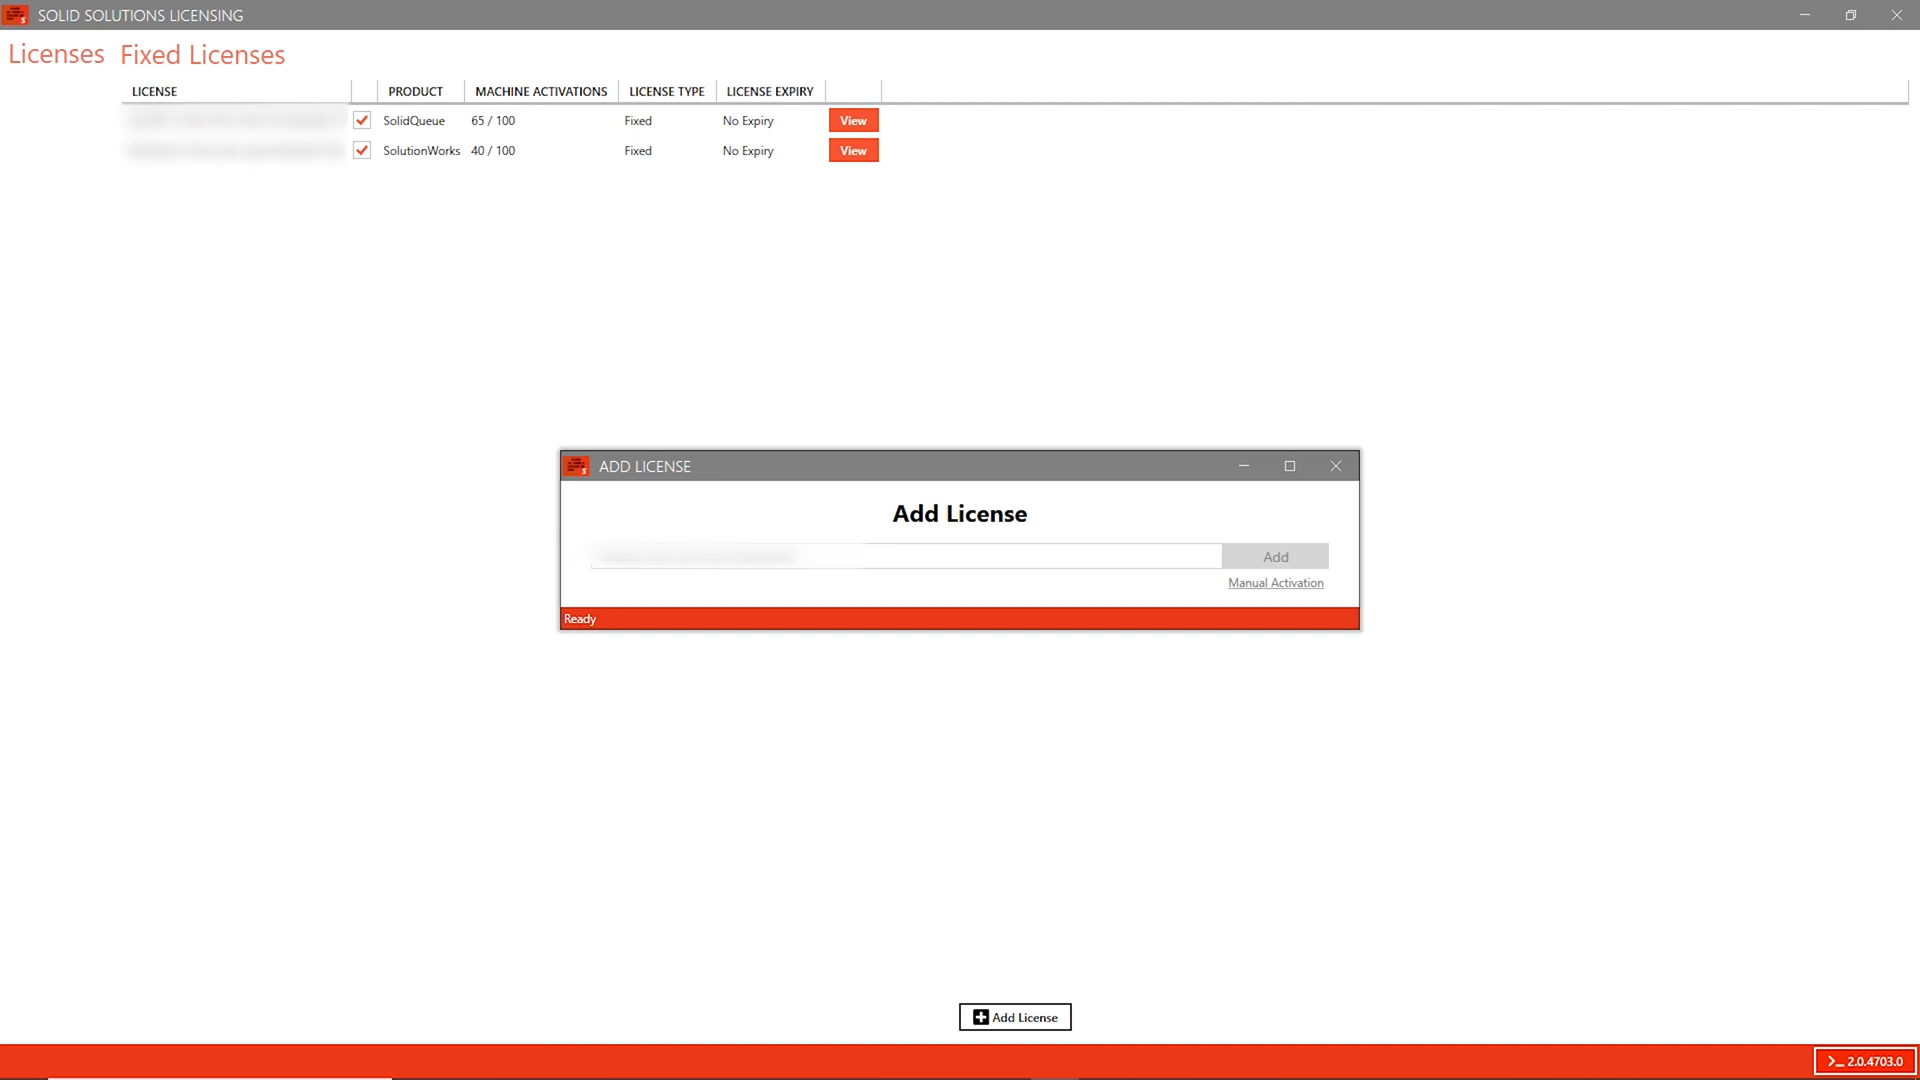 SOLID SOLUTIONS LICENSING
Licenses Fixed Licenses
LICENSE PRODUCT MACHINE ACTIVATIONS LICENSE TYPE LICENSE EXPIRY
SolidQueue 65 / 100 Fixed No Expiry View
SolutionWorks 40 / 100 Fixed No Expiry View
ADD LICENSE
Add License
Add
Manual Activation
Ready
Add License
>_ 2.0.4703.0